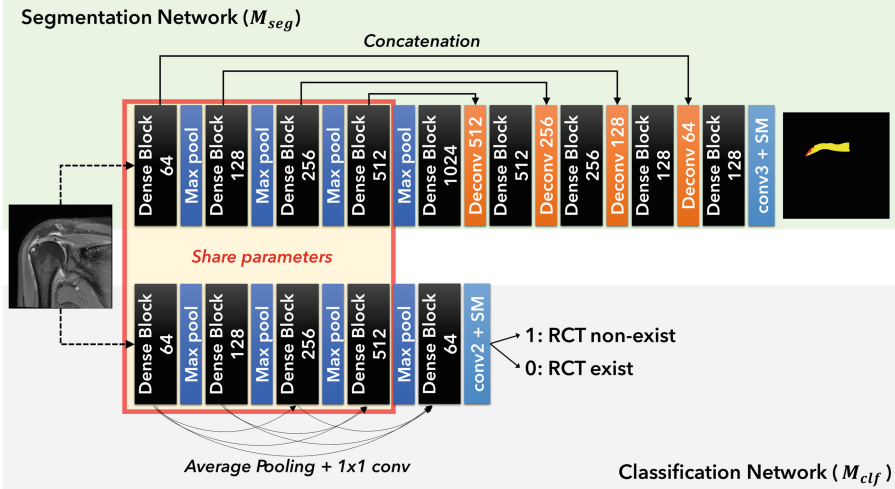 Segmentation Network (M_seg)
Concatenation
Dense Block 64
Max pool
Dense Block 128
Max pool
Dense Block 256
Max pool
Dense Block 512
Max pool
Dense Block 1024
Deconv 512
Dense Block 512
Deconv 256
Dense Block 256
Deconv 128
Dense Block 128
Deconv 64
Dense Block 128
conv3 + SM
Share parameters
Dense Block 64
Max pool
Dense Block 128
Max pool
Dense Block 256
Max pool
Dense Block 512
Max pool
Dense Block 64
conv2 + SM
1: RCT non-exist
0: RCT exist
Average Pooling + 1x1 conv
Classification Network (M_clf)